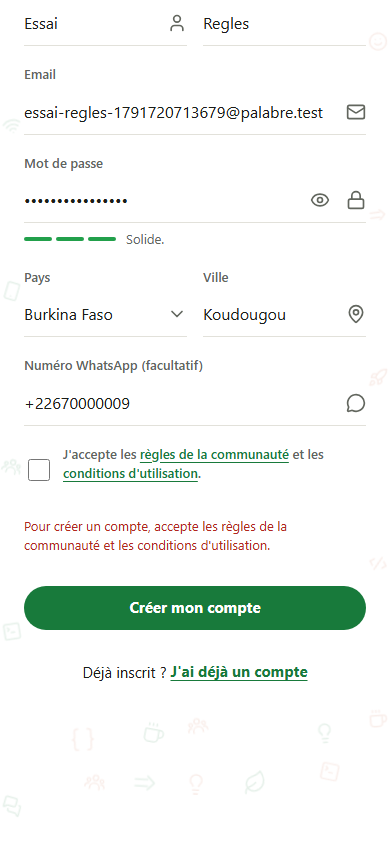 Essai
Regles
Email
essai-regles-1791720713679@palabre.test
Mot de passe
••••••••••••••••
Solide.
Pays
Ville
Burkina Faso
Koudougou
Numéro WhatsApp (facultatif)
+22670000009
J'accepte les règles de la communauté et les
conditions d'utilisation.
Pour créer un compte, accepte les règles de la
communauté et les conditions d'utilisation.
Créer mon compte
Déjà inscrit ? J'ai déjà un compte